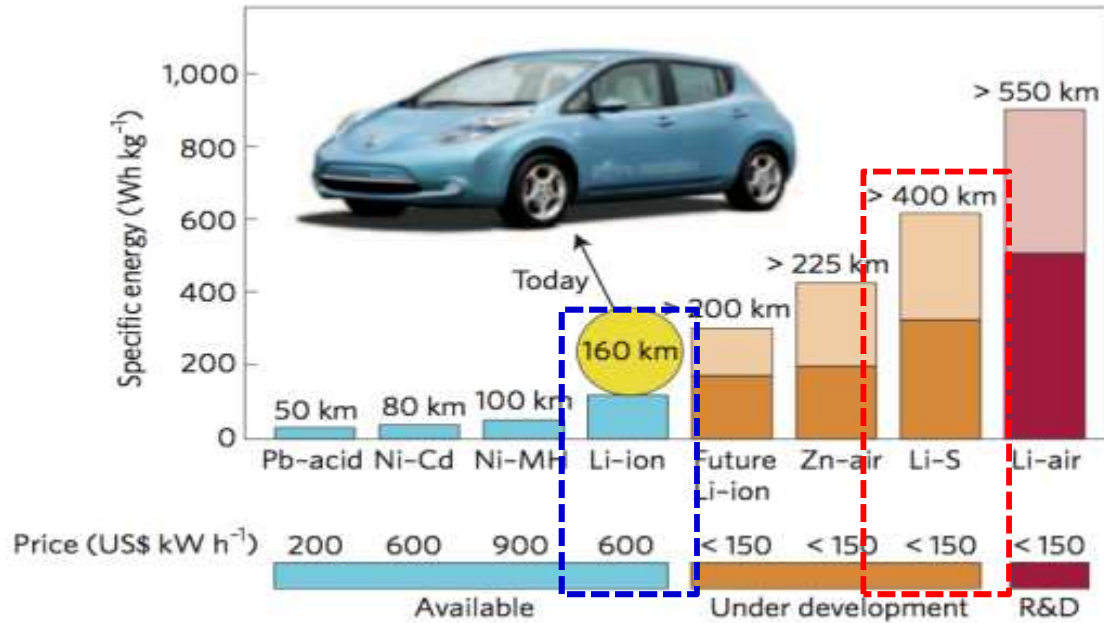 Specific energy (Wh kg⁻¹)
1,000
800
600
400
200
0
50 km
80 km
100 km
160 km
Today
> 200 km
> 225 km
> 400 km
> 550 km
Pb-acid
Ni-Cd
Ni-MH
Li-ion
Future
Li-ion
Zn-air
Li-S
Li-air
Price (US$ kW h⁻¹)
200
600
900
600
< 150
< 150
< 150
< 150
Available
Under development
R&D